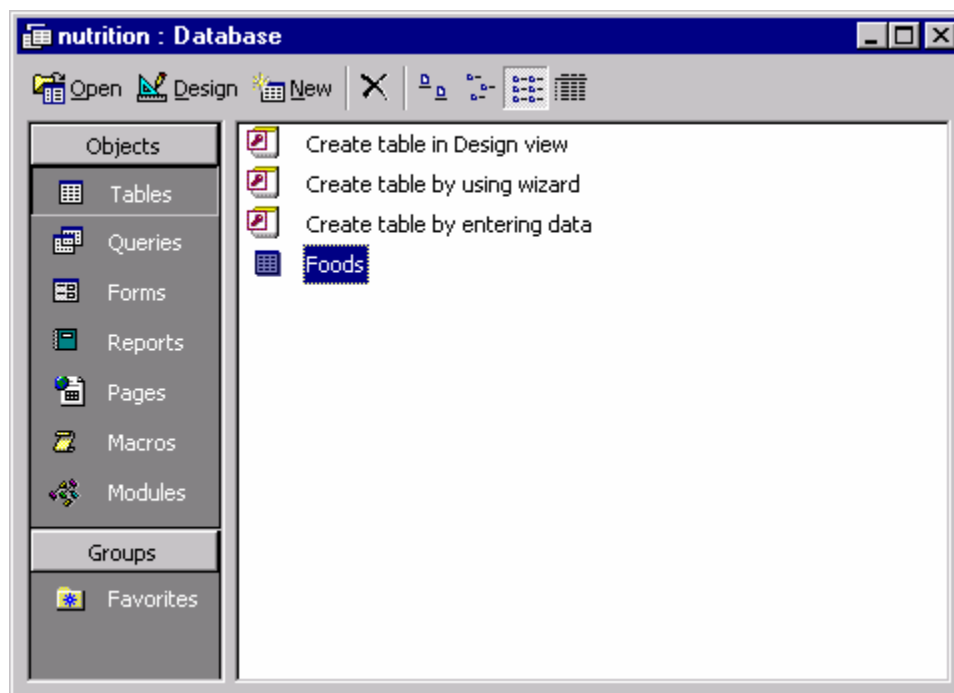 nutrition : Database
Open Design New
Objects
Tables
Queries
Forms
Reports
Pages
Macros
Modules
Groups
Favorites
Create table in Design view
Create table by using wizard
Create table by entering data
Foods